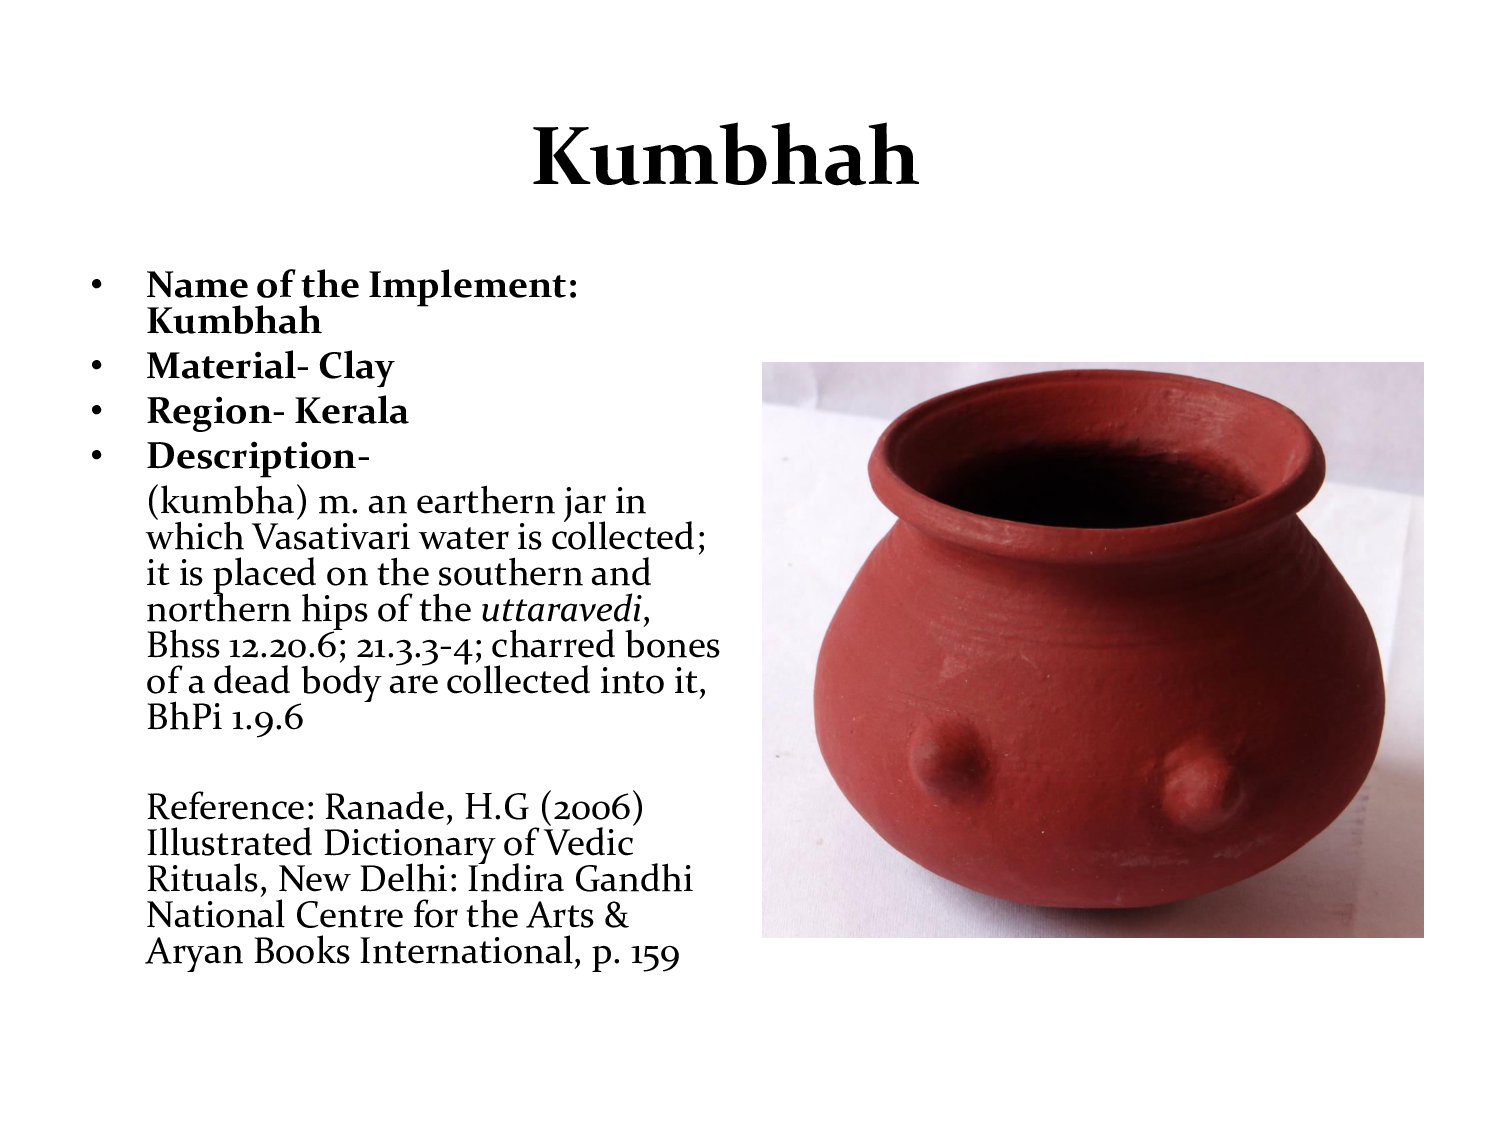 Kumbhah
• Name of the Implement:
Kumbhah
• Material- Clay
• Region- Kerala
• Description-
(kumbha) m. an earthern jar in
which Vasativari water is collected;
it is placed on the southern and
northern hips of the uttaravedi,
Bhss 12.20.6; 21.3.3-4; charred bones
of a dead body are collected into it,
BhPi 1.9.6
Reference: Ranade, H.G (2006)
Illustrated Dictionary of Vedic
Rituals, New Delhi: Indira Gandhi
National Centre for the Arts &
Aryan Books International, p. 159